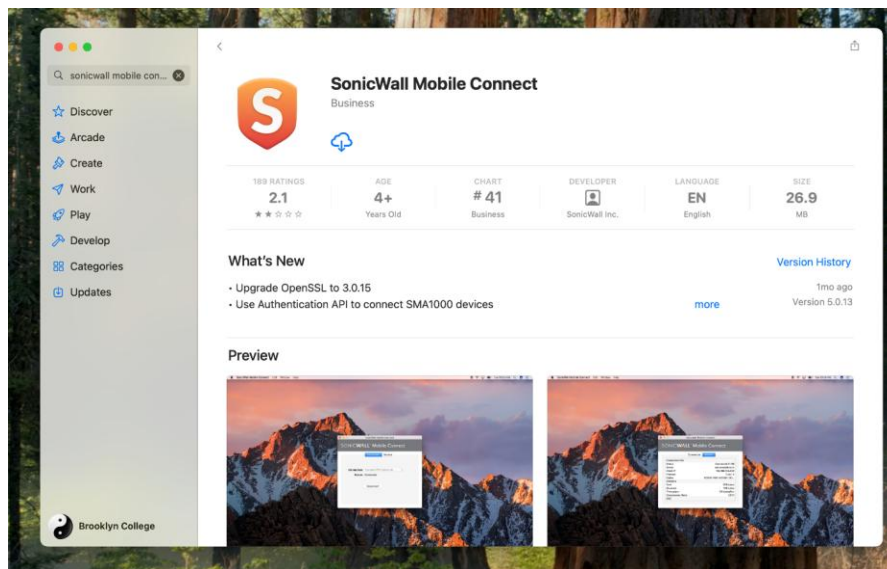 sonicwall mobile con...
Discover
Arcade
Create
Work
Play
Develop
Categories
Updates
Brooklyn College
SonicWall Mobile Connect
Business
189 RATINGS
2.1
AGE
4+
Years Old
CHART
#41
Business
DEVELOPER
SonicWall Inc.
LANGUAGE
EN
English
SIZE
26.9
MB
What's New
Version History
• Upgrade OpenSSL to 3.0.15
1mo ago
• Use Authentication API to connect SMA1000 devices
more
Version 5.0.13
Preview
SONICWALL Mobile Connect
SONICWALL Mobile Connect